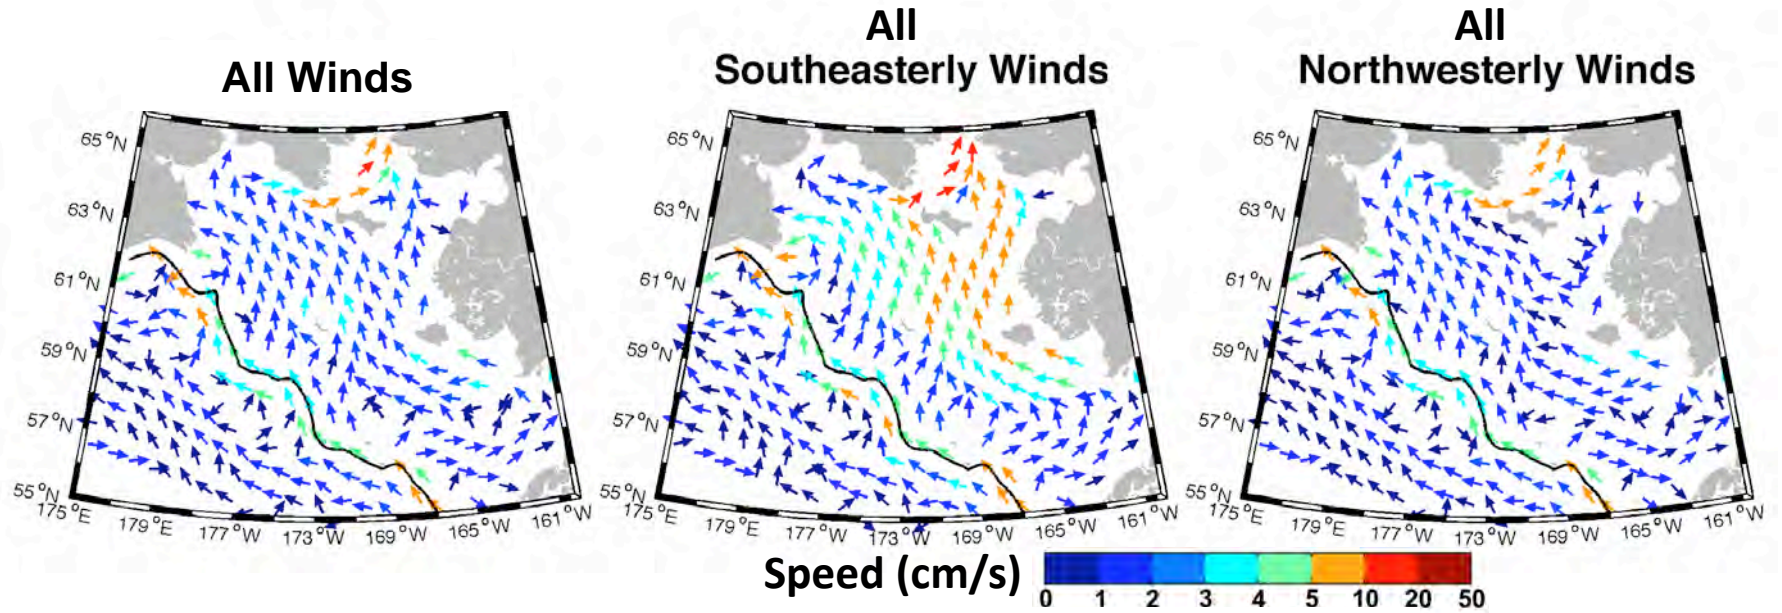 All Winds
65°N
63°N
61°N
59°N
57°N
55°N
175°E
179°E
177°W
173°W
169°W
165°W
161°W
All
Southeasterly Winds
65°N
63°N
61°N
59°N
57°N
55°N
175°E
179°E
177°W
173°W
169°W
165°W
161°W
All
Northwesterly Winds
65°N
63°N
61°N
59°N
57°N
55°N
175°E
179°E
177°W
173°W
169°W
165°W
161°W
Speed (cm/s)
0 1 2 3 4 5 10 20 50